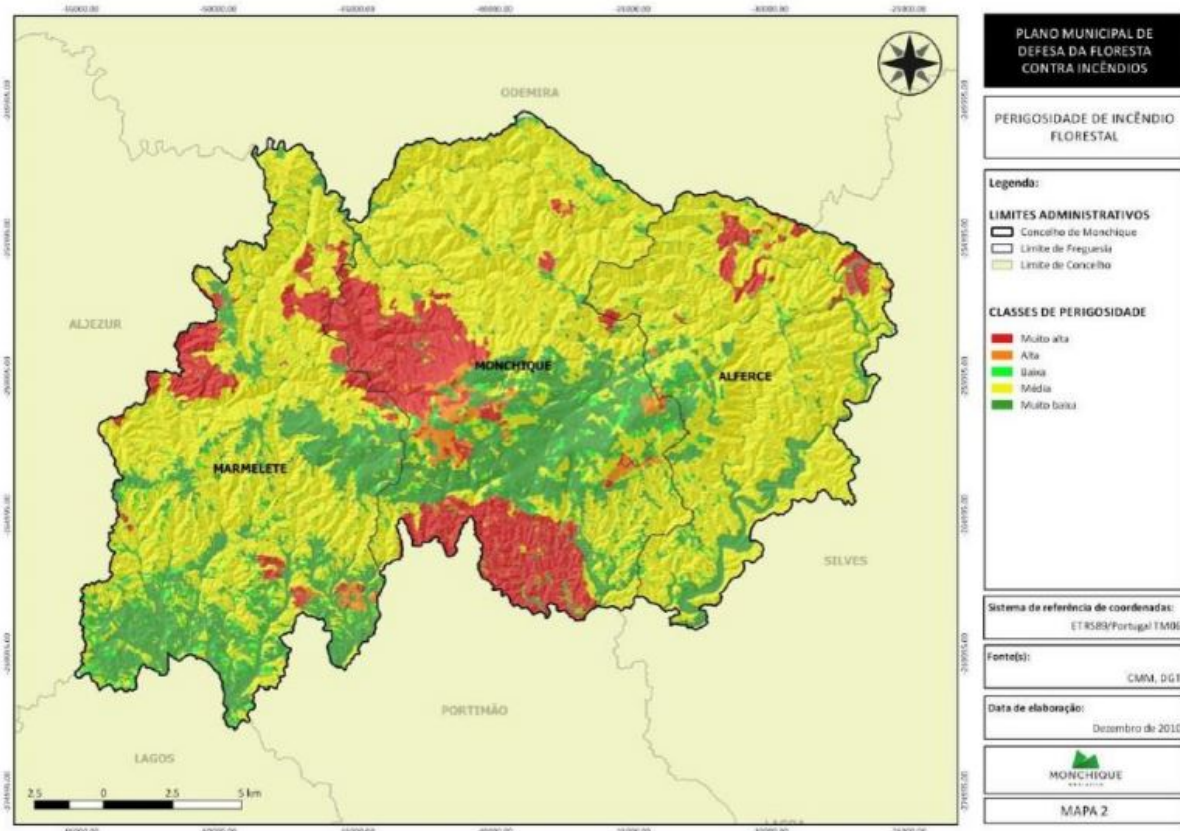 ODEMIRA
ALJEZUR
MONCHIQUE
ALFERCE
MARMELETE
SILVES
PORTIMÃO
LAGOS
LAGOA
2.5 0 2.5 5 km
PLANO MUNICIPAL DE
DEFESA DA FLORESTA
CONTRA INCÊNDIOS
PERIGOSIDADE DE INCÊNDIO
FLORESTAL
Legenda:
LIMITES ADMINISTRATIVOS
Concelho de Monchique
Limite de Freguesia
Limite de Concelho
CLASSES DE PERIGOSIDADE
Muito alta
Alta
Baixa
Média
Muito baixa
Sistema de referência de coordenadas:
ETRS89/Portugal TM06
Fonte(s):
CMM, DGT
Data de elaboração:
Dezembro de 2010
MONCHIQUE
MAPA 2